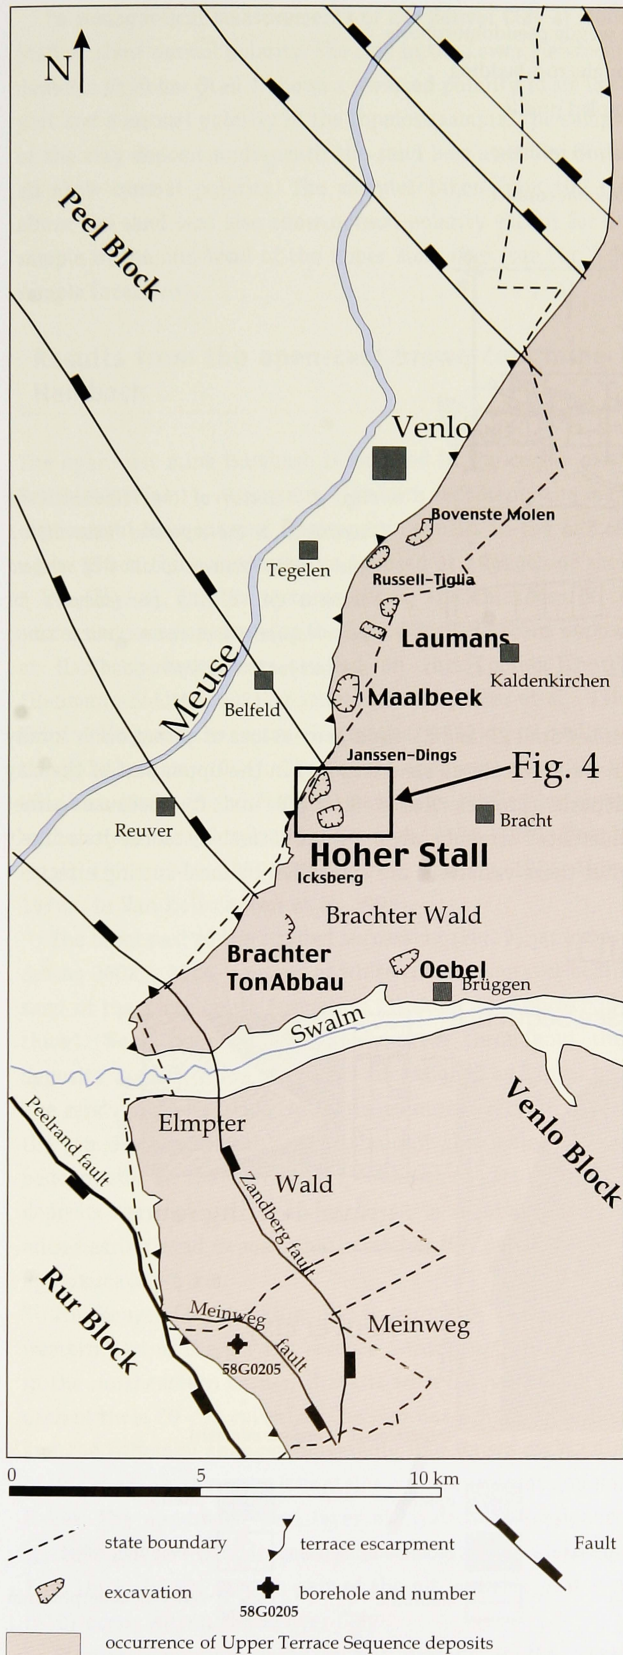 N
Peel Block
Venlo
Bovenste Molen
Tegelen
Russell-Tiglia
Laumans
Kaldenkirchen
Meuse
Belfeld
Maalbeek
Janssen-Dings
Fig. 4
Reuver
Bracht
Hoher Stall
Icksberg
Brachter Wald
Brachter
TonAbbau
Oebel
Brüggen
Swalm
Venlo Block
Peelrand fault
Elmpter
Wald
Zandberg fault
Rur Block
Meinweg fault
Meinweg
58G0205
0 5 10 km
state boundary
terrace escarpment
Fault
excavation
borehole and number
58G0205
occurrence of Upper Terrace Sequence deposits